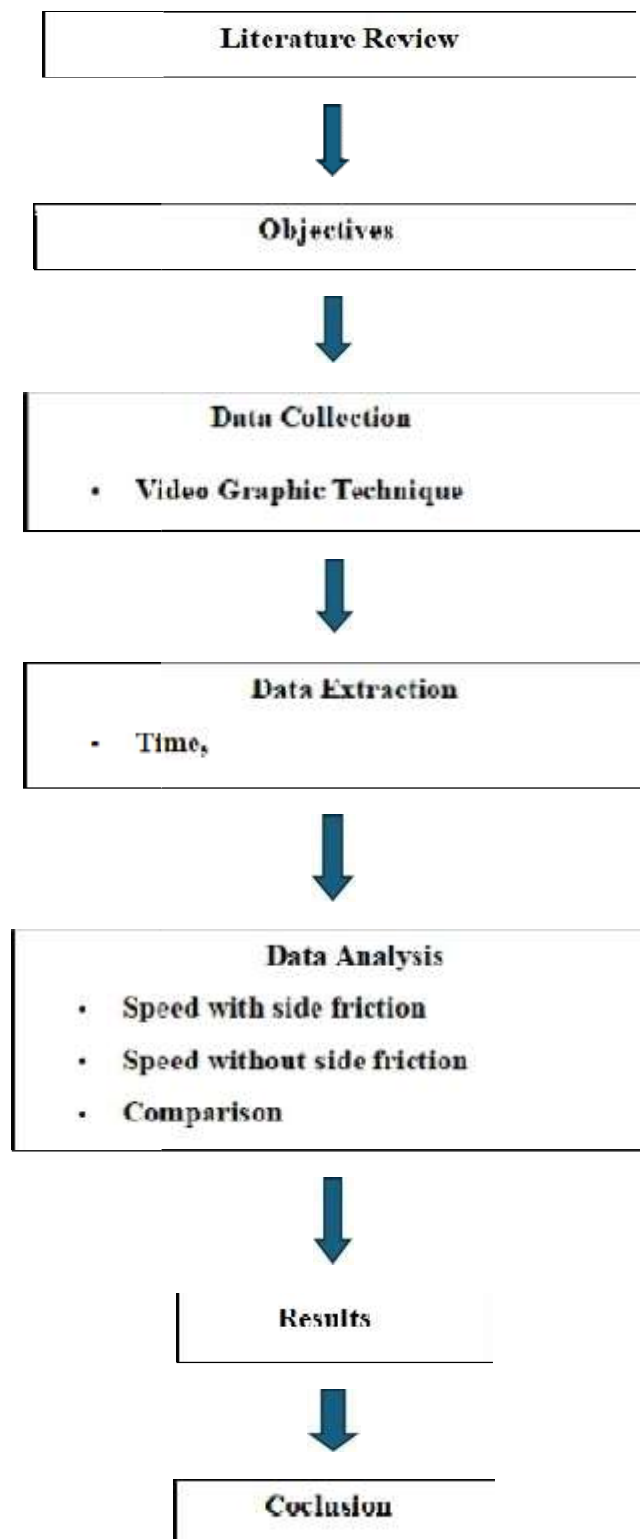 Literature Review
Objectives
Data Collection
• Video Graphic Technique
Data Extraction
• Time,
Data Analysis
• Speed with side friction
• Speed without side friction
• Comparison
Results
Coclusion